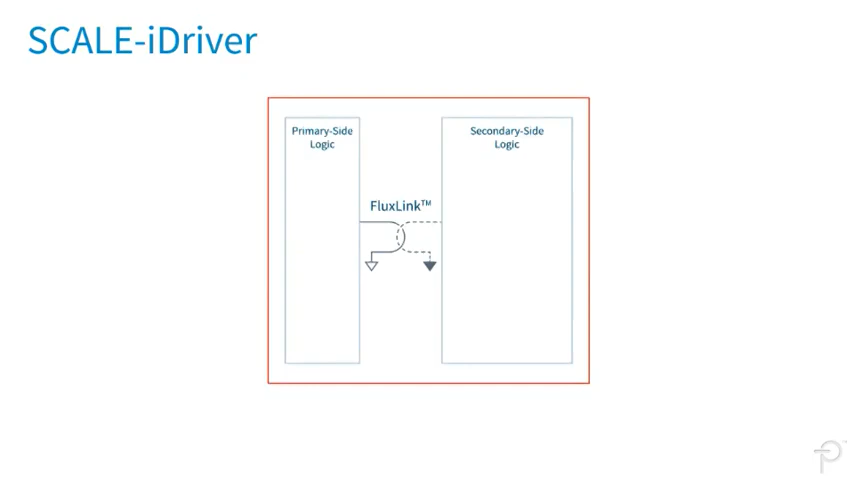 SCALE-iDriver
Primary-Side
Logic
Secondary-Side
Logic
FluxLink™